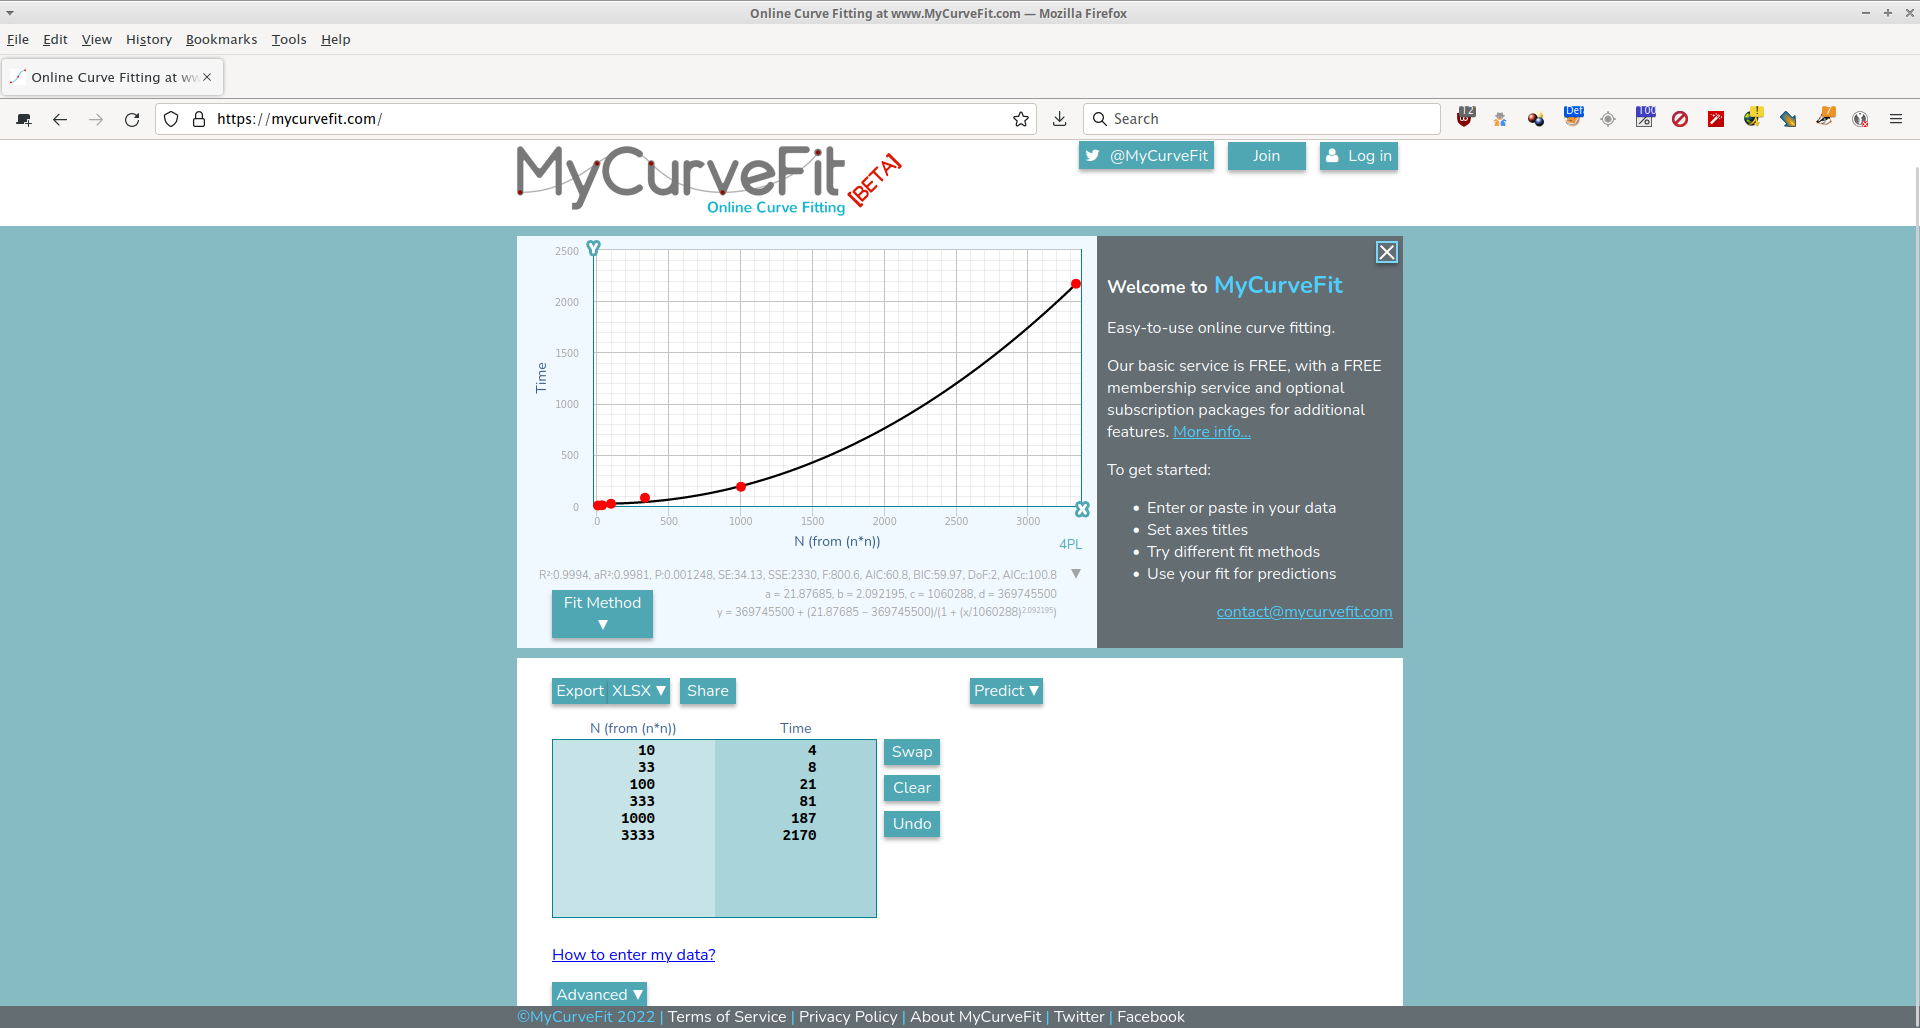 Online Curve Fitting at www.MyCurveFit.com — Mozilla Firefox
File Edit View History Bookmarks Tools Help
Online Curve Fitting at
https://mycurvefit.com/
Search
12
Def
100
!
7
MyCurveFit
[BETA]
Online Curve Fitting
@MyCurveFit
Join
Log in
Y
2500
2000
1500
1000
500
0
Time
0 500 1000 1500 2000 2500 3000
X
N (from (n*n))
4PL
R²:0.9994, aR²:0.9981, P:0.001248, SE:34.13, SSE:2330, F:800.6, AIC:60.8, BIC:59.97, DoF:2, AICc:100.8 ▼
a = 21.87685, b = 2.092195, c = 1060288, d = 369745500
y = 369745500 + (21.87685 − 369745500)/(1 + (x/1060288)^2.092195)
Fit Method
▼
Welcome to MyCurveFit
Easy-to-use online curve fitting.
Our basic service is FREE, with a FREE
membership service and optional
subscription packages for additional
features. More info...
To get started:
• Enter or paste in your data
• Set axes titles
• Try different fit methods
• Use your fit for predictions
contact@mycurvefit.com
Export XLSX ▼ Share
Predict ▼
N (from (n*n)) Time
10 4
33 8
100 21
333 81
1000 187
3333 2170
Swap
Clear
Undo
How to enter my data?
Advanced ▼
©MyCurveFit 2022 | Terms of Service | Privacy Policy | About MyCurveFit | Twitter | Facebook